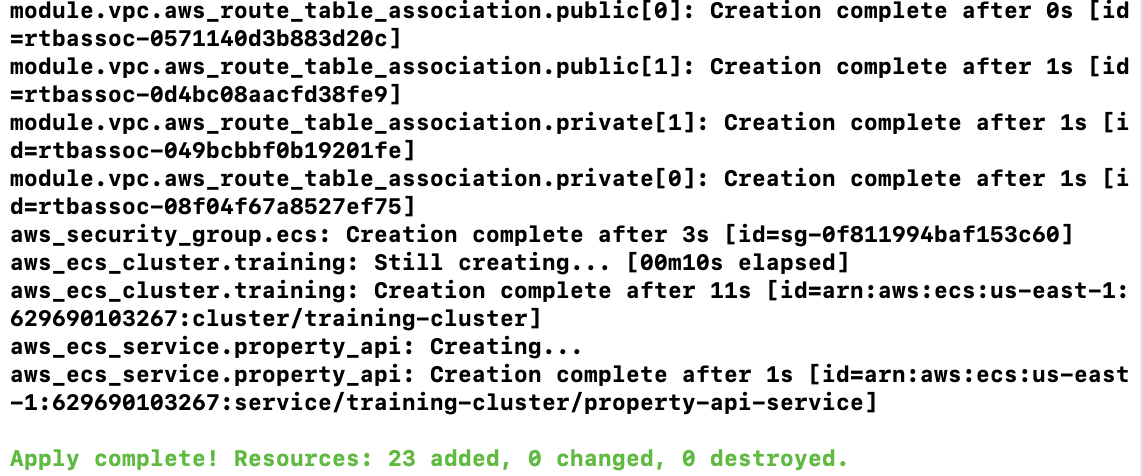 module.vpc.aws_route_table_association.public[0]: Creation complete after 0s [id
=rtbassoc-0571140d3b883d20c]
module.vpc.aws_route_table_association.public[1]: Creation complete after 1s [id
=rtbassoc-0d4bc08aacfd38fe9]
module.vpc.aws_route_table_association.private[1]: Creation complete after 1s [i
d=rtbassoc-049bcbbf0b19201fe]
module.vpc.aws_route_table_association.private[0]: Creation complete after 1s [i
d=rtbassoc-08f04f67a8527ef75]
aws_security_group.ecs: Creation complete after 3s [id=sg-0f811994baf153c60]
aws_ecs_cluster.training: Still creating... [00m10s elapsed]
aws_ecs_cluster.training: Creation complete after 11s [id=arn:aws:ecs:us-east-1:
629690103267:cluster/training-cluster]
aws_ecs_service.property_api: Creating...
aws_ecs_service.property_api: Creation complete after 1s [id=arn:aws:ecs:us-east
-1:629690103267:service/training-cluster/property-api-service]
Apply complete! Resources: 23 added, 0 changed, 0 destroyed.